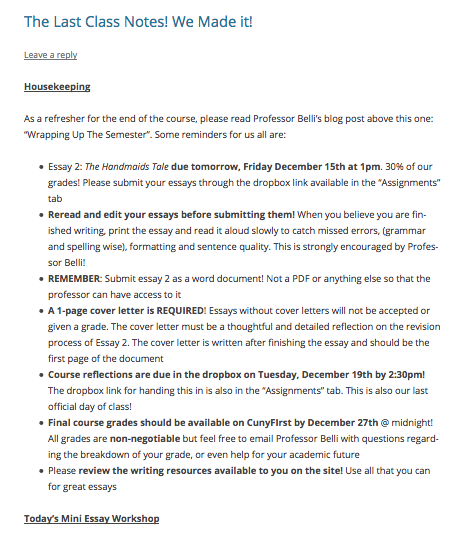 The Last Class Notes! We Made it!
Leave a reply
Housekeeping
As a refresher for the end of the course, please read Professor Belli's blog post above this one:
"Wrapping Up The Semester". Some reminders for us all are:
• Essay 2: The Handmaids Tale due tomorrow, Friday December 15th at 1pm. 30% of our
grades! Please submit your essays through the dropbox link available in the "Assignments"
tab
• Reread and edit your essays before submitting them! When you believe you are fin-
ished writing, print the essay and read it aloud slowly to catch missed errors, (grammar
and spelling wise), formatting and sentence quality. This is strongly encouraged by Profes-
sor Belli!
• REMEMBER: Submit essay 2 as a word document! Not a PDF or anything else so that the
professor can have access to it
• A 1-page cover letter is REQUIRED! Essays without cover letters will not be accepted or
given a grade. The cover letter must be a thoughtful and detailed reflection on the revision
process of Essay 2. The cover letter is written after finishing the essay and should be the
first page of the document
• Course reflections are due in the dropbox on Tuesday, December 19th by 2:30pm!
The dropbox link for handing this in is also in the "Assignments" tab. This is also our last
official day of class!
• Final course grades should be available on CunyFIrst by December 27th @ midnight!
All grades are non-negotiable but feel free to email Professor Belli with questions regard-
ing the breakdown of your grade, or even help for your academic future
• Please review the writing resources available to you on the site! Use all that you can
for great essays
Today's Mini Essay Workshop